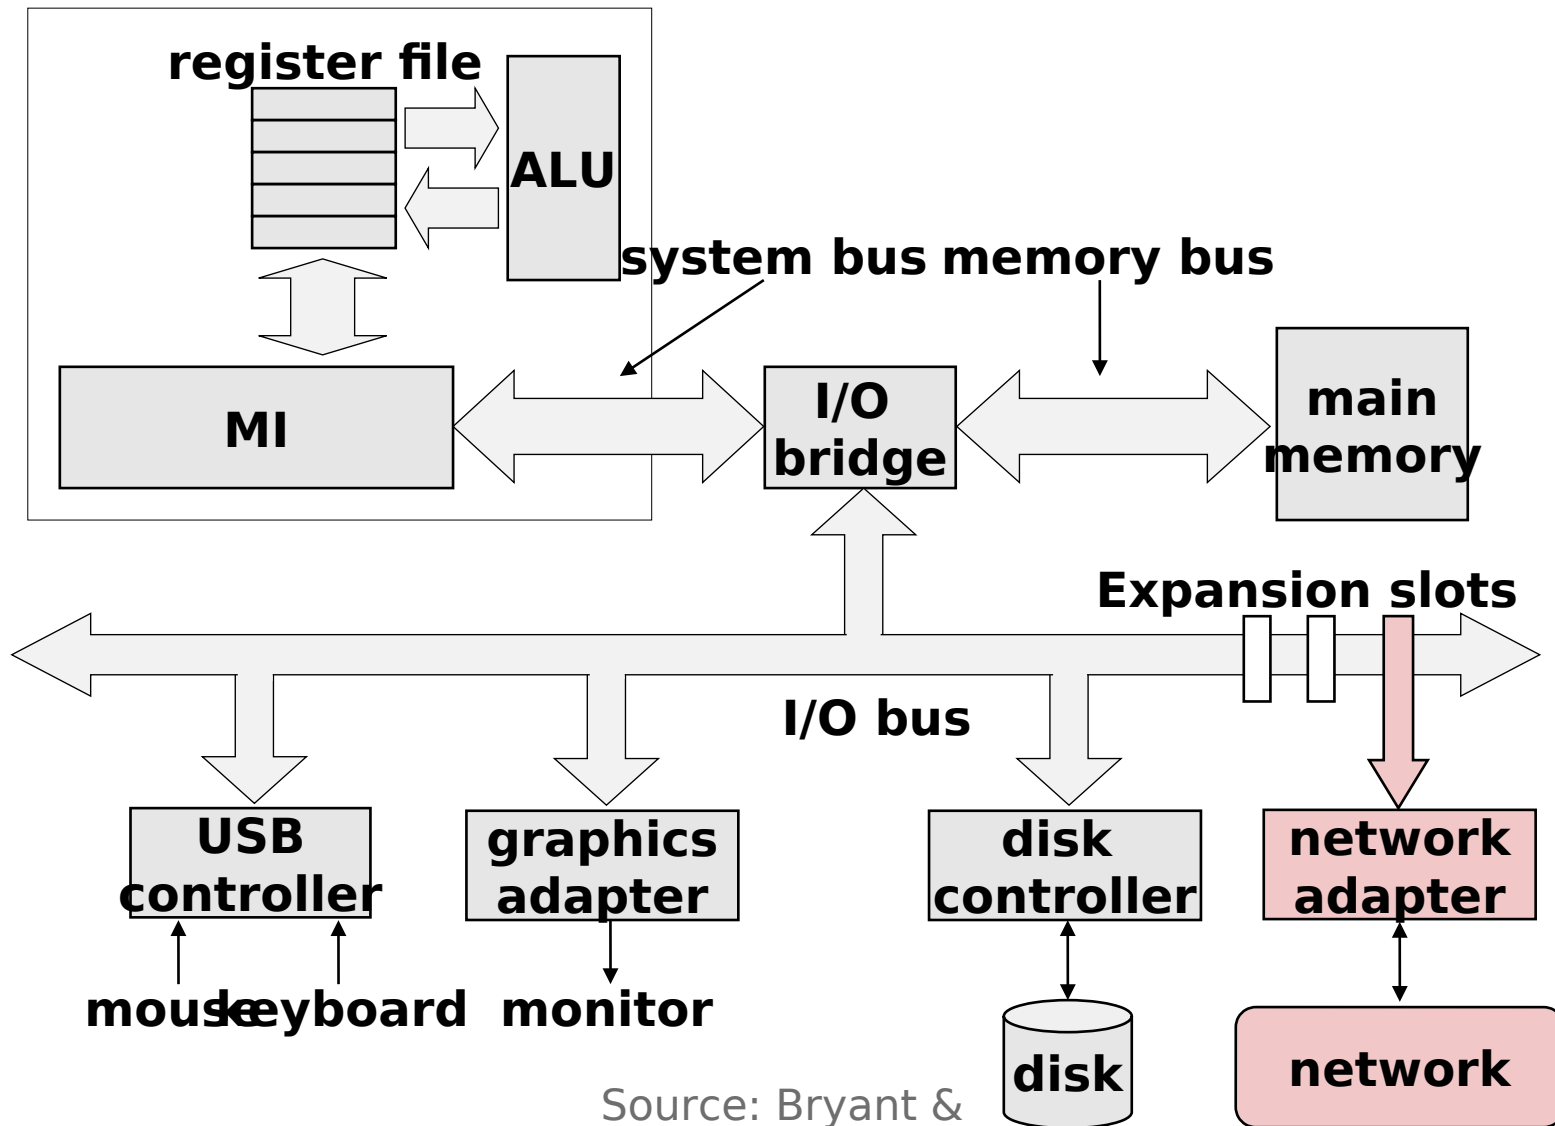 register file
ALU
system bus
memory bus
MI
I/O
bridge
main
memory
Expansion slots
I/O bus
USB
controller
graphics
adapter
disk
controller
network
adapter
mouse
keyboard
monitor
disk
network
Source: Bryant &